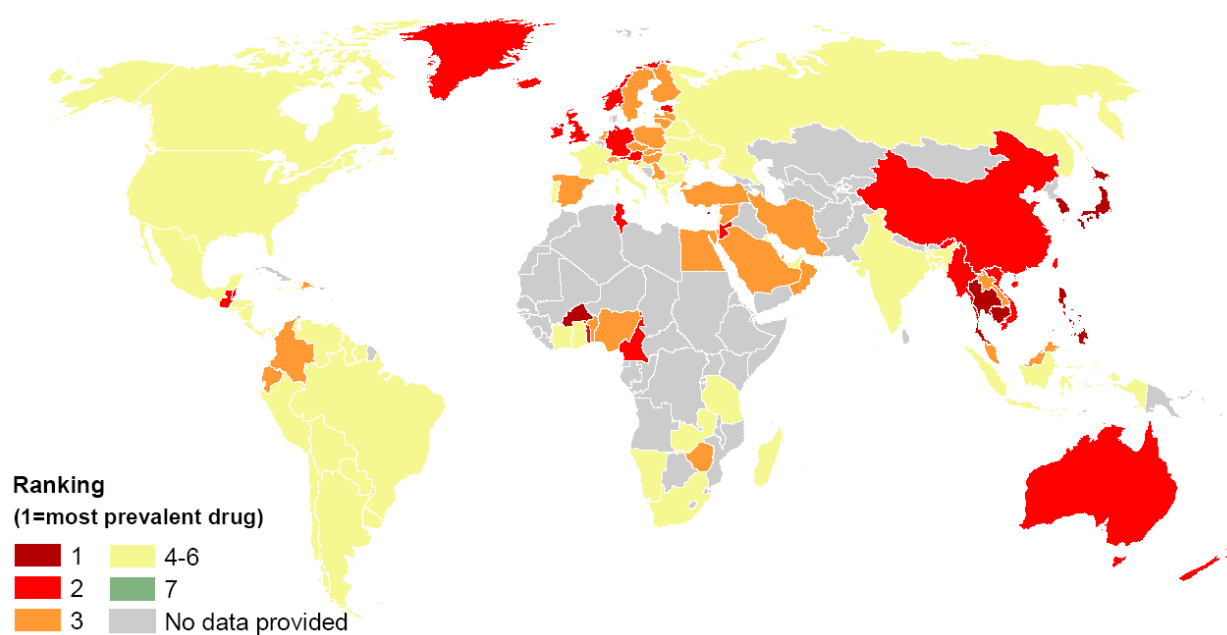 Ranking
(1=most prevalent drug)
1
2
3
4-6
7
No data provided